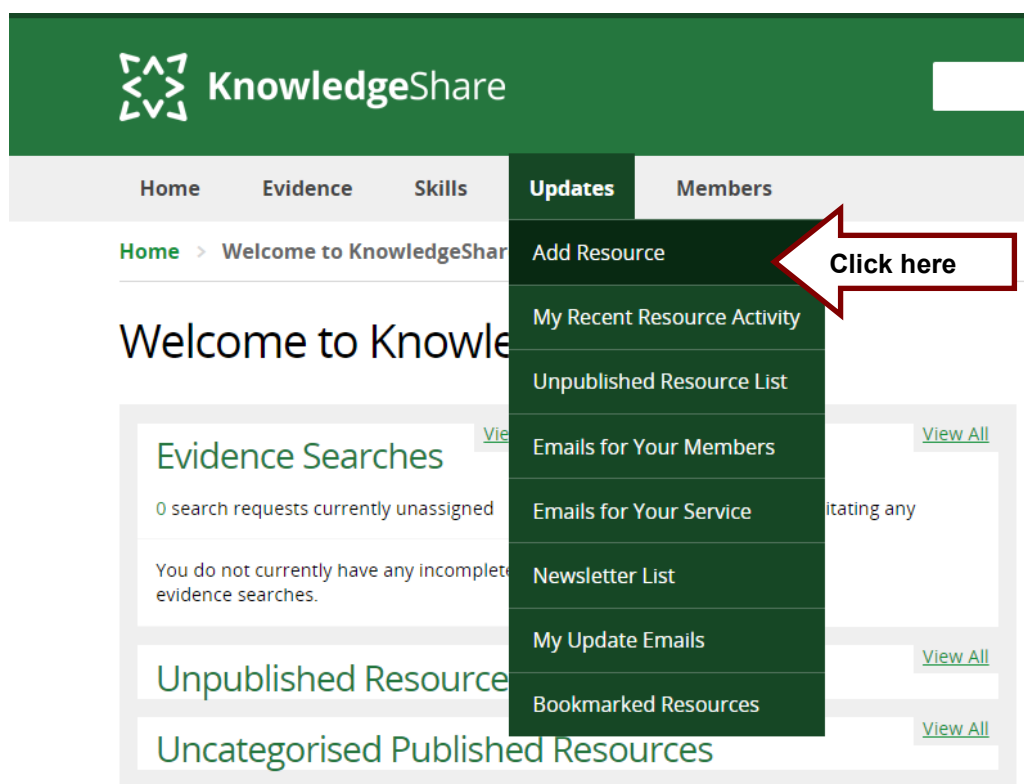 KnowledgeShare
Home Evidence Skills Updates Members
Home > Welcome to KnowledgeShar
Add Resource
Click here
My Recent Resource Activity
Welcome to Knowle
Unpublished Resource List
Evidence Searches
Vie
View All
Emails for Your Members
0 search requests currently unassigned
Emails for Your Service
itating any
You do not currently have any incomplete
evidence searches.
Newsletter List
My Update Emails
Unpublished Resource
View All
Bookmarked Resources
Uncategorised Published Resources
View All